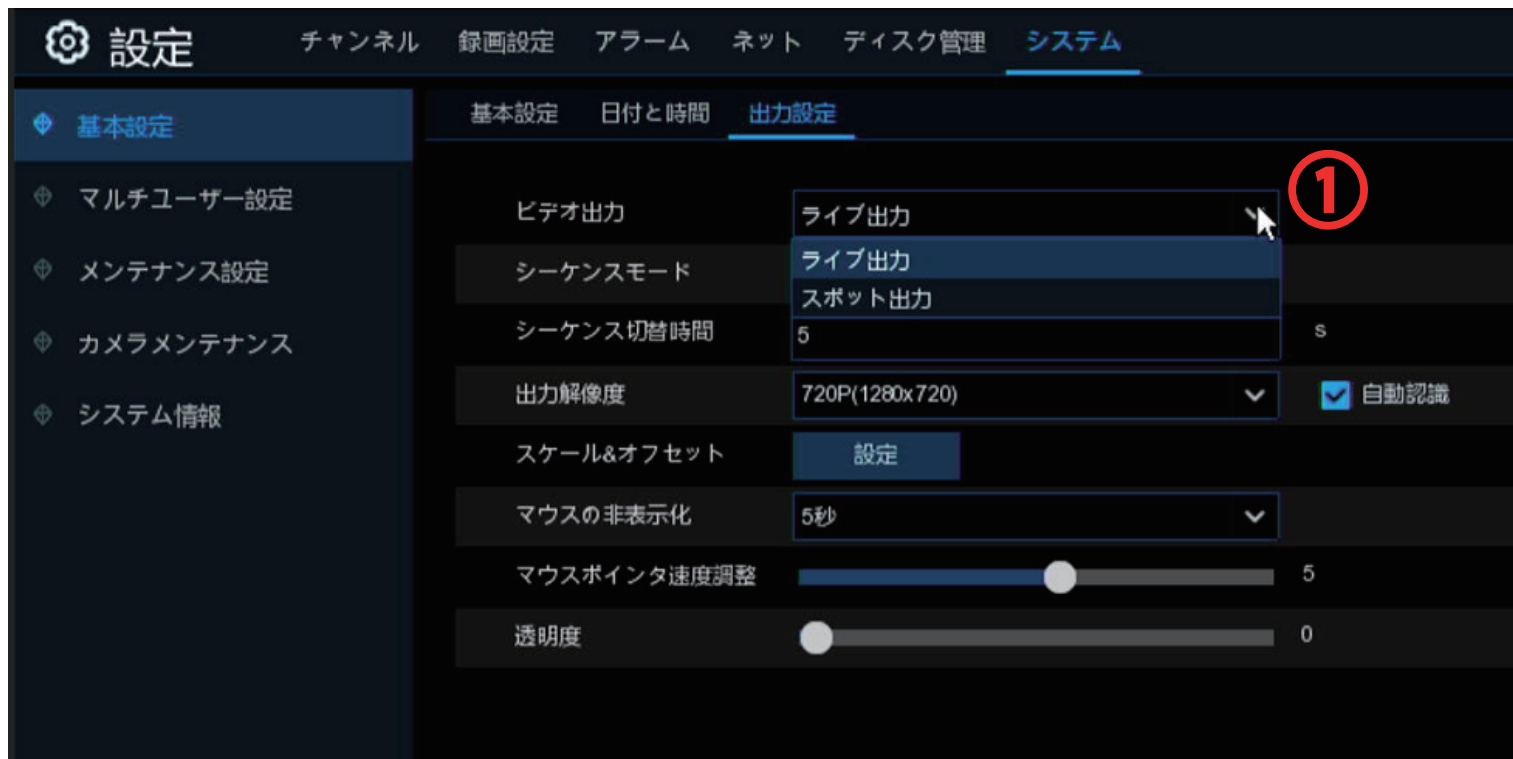 設定 チャンネル 録画設定 アラーム ネット ディスク管理 システム
基本設定
マルチユーザー設定
メンテナンス設定
カメラメンテナンス
システム情報
基本設定 日付と時間 出力設定
①
ビデオ出力 ライブ出力
ライブ出力
シーケンスモード
スポット出力
シーケンス切替時間 5 s
出力解像度 720P(1280x720) 自動認識
スケール&オフセット 設定
マウスの非表示化 5秒
マウスポインタ速度調整 5
透明度 0